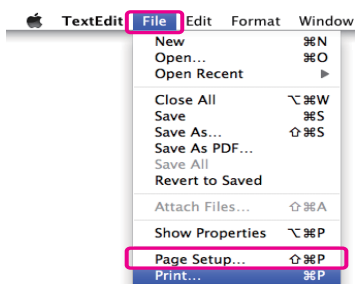 TextEdit File Edit Format Window
New ⌘N
Open... ⌘O
Open Recent ▶
Close All ⌥⌘W
Save ⌘S
Save As... ⇧⌘S
Save As PDF...
Save All
Revert to Saved
Attach Files... ⇧⌘A
Show Properties ⌥⌘P
Page Setup... ⇧⌘P
Print... ⌘P